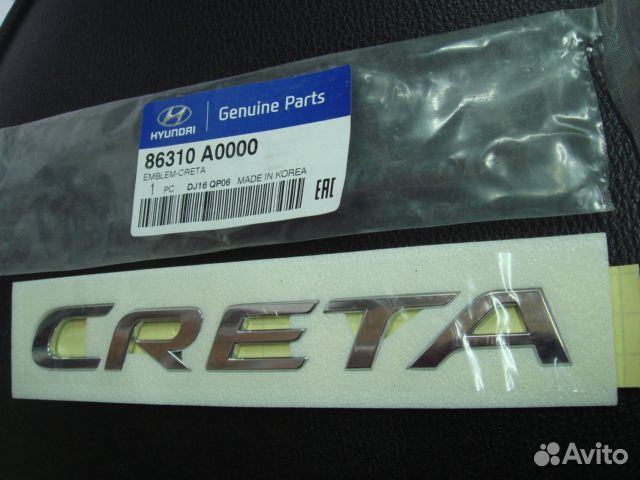 HYUNDAI
Genuine Parts
86310 A0000
EMBLEM-CRETA
1 PC DJ16 QP06 MADE IN KOREA
EAC
CRETA
Avito